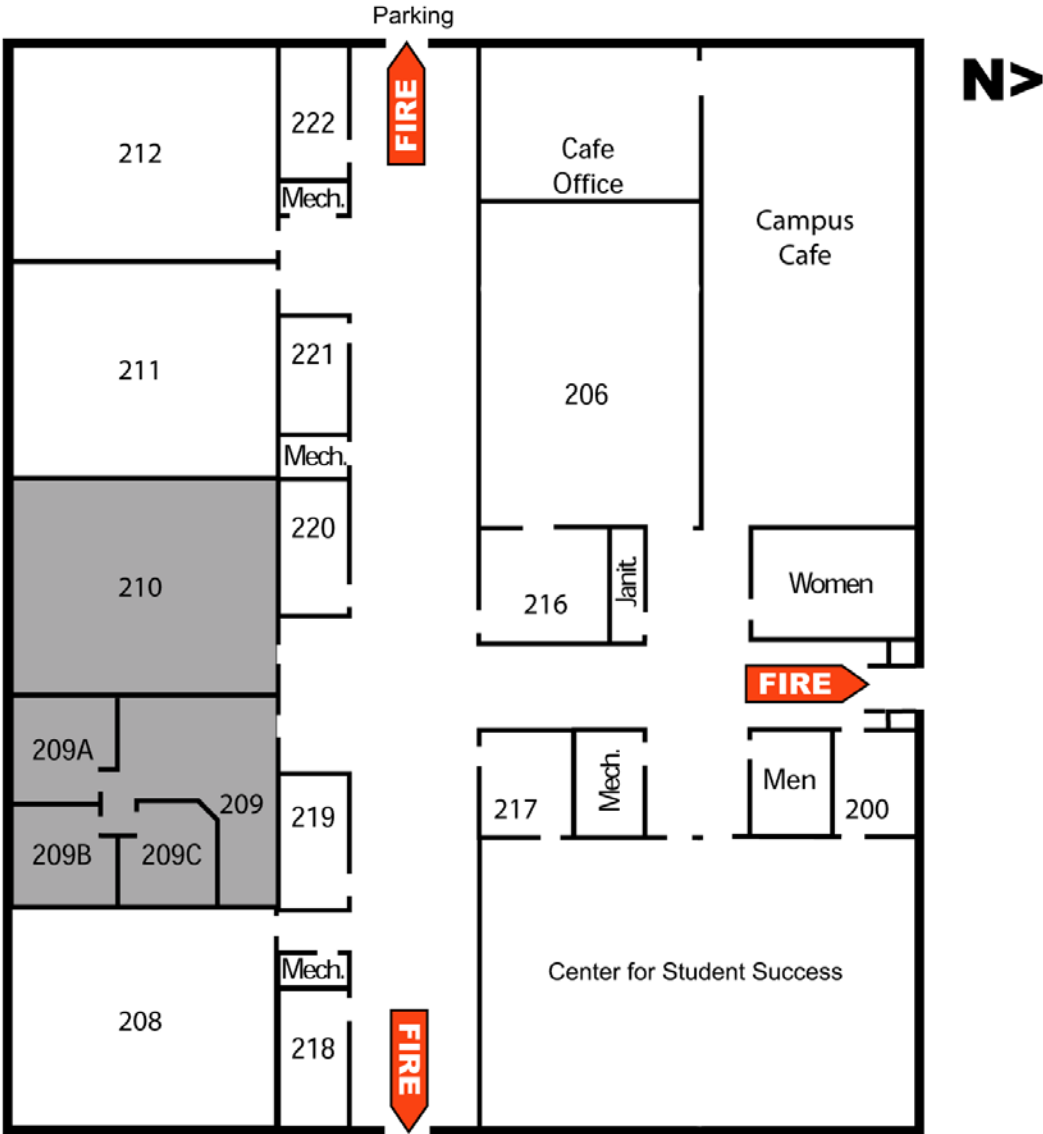 Parking
N>
FIRE
222
212
Cafe
Office
Mech.
Campus
Cafe
221
211
206
Mech.
220
210
Women
Janit.
216
FIRE
209A
Mech.
Men
209
219
217
200
209B
209C
Mech.
Center for Student Success
208
218
FIRE